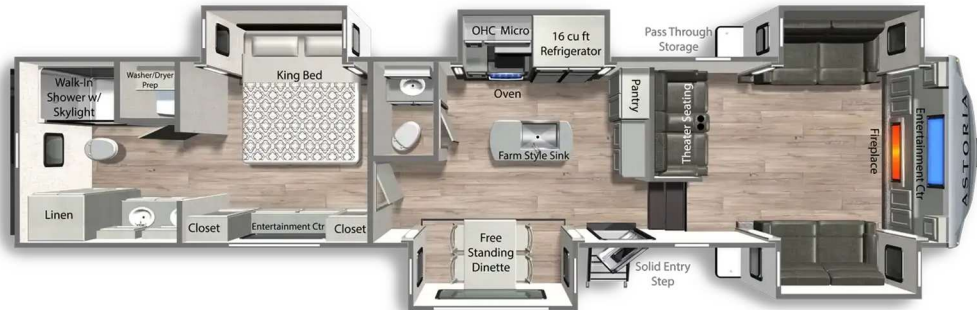 Walk-In
Shower w/
Skylight
Washer/Dryer
Prep
King Bed
Linen
Closet
Entertainment Ctr
Closet
OHC Micro
16 cu ft
Refrigerator
Oven
Farm Style Sink
Free
Standing
Dinette
Pantry
Theater Seating
Pass Through
Storage
Solid Entry
Step
Fireplace
Entertainment Ctr
ASTORIA